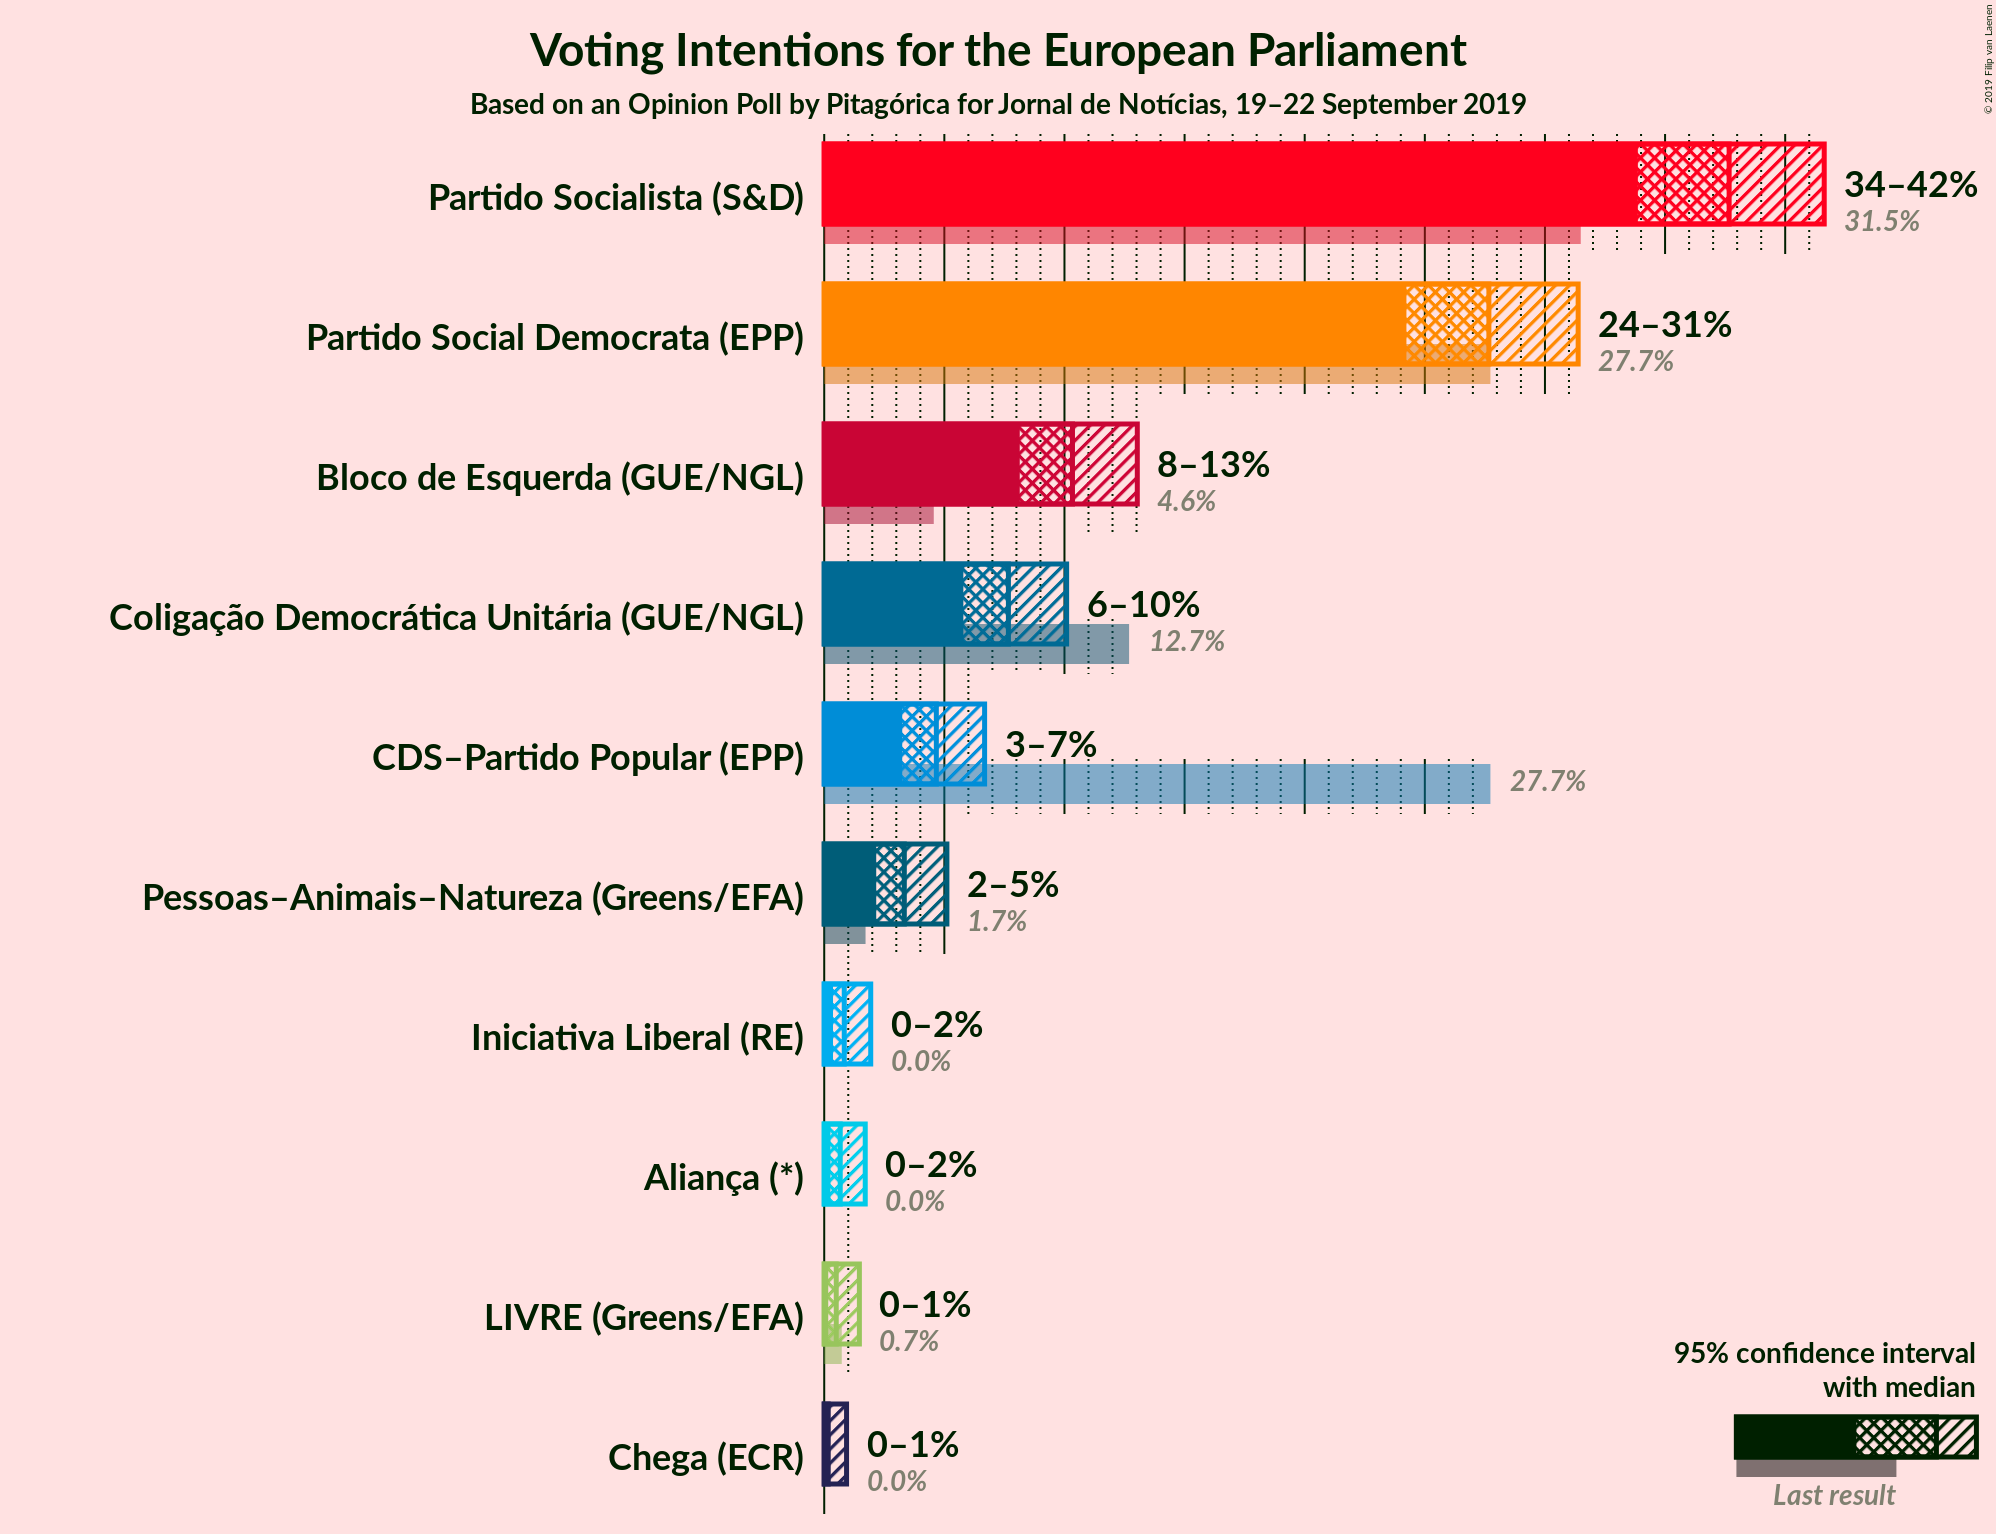 Voting Intentions for the European Parliament
Based on an Opinion Poll by Pitagórica for Jornal de Notícias, 19–22 September 2019
© 2019 Filip van Laenen
Partido Socialista (S&D)
34–42%
31.5%
Partido Social Democrata (EPP)
24–31%
27.7%
Bloco de Esquerda (GUE/NGL)
8–13%
4.6%
Coligação Democrática Unitária (GUE/NGL)
6–10%
12.7%
CDS–Partido Popular (EPP)
3–7%
27.7%
Pessoas–Animais–Natureza (Greens/EFA)
2–5%
1.7%
Iniciativa Liberal (RE)
0–2%
0.0%
Aliança (*)
0–2%
0.0%
LIVRE (Greens/EFA)
0–1%
0.7%
Chega (ECR)
0–1%
0.0%
95% confidence interval
with median
Last result